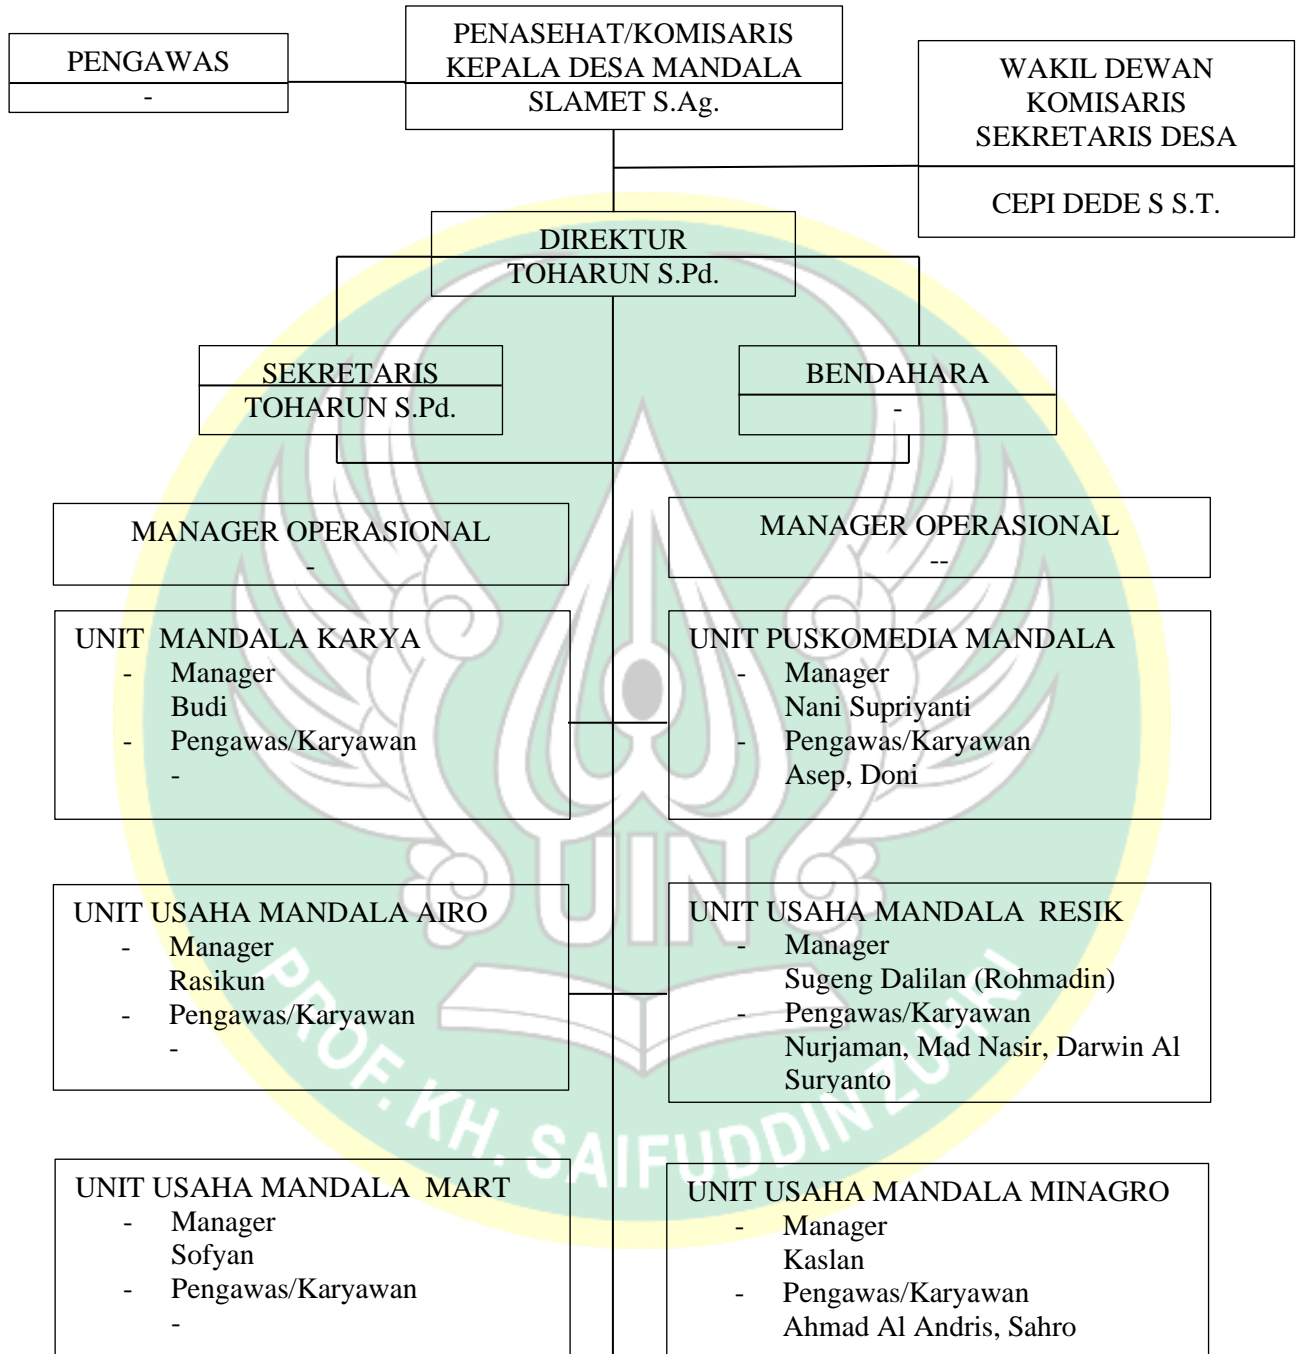 PENGAWAS
-
PENASEHAT/KOMISARIS
KEPALA DESA MANDALA
SLAMET S.Ag.
WAKIL DEWAN
KOMISARIS
SEKRETARIS DESA
CEPI DEDE S S.T.
DIREKTUR
TOHARUN S.Pd.
SEKRETARIS
TOHARUN S.Pd.
BENDAHARA
-
MANAGER OPERASIONAL
-
MANAGER OPERASIONAL
--
UNIT MANDALA KARYA
- Manager
Budi
- Pengawas/Karyawan
-
UNIT PUSKOMEDIA MANDALA
- Manager
Nani Supriyanti
- Pengawas/Karyawan
Asep, Doni
UNIT USAHA MANDALA AIRO
- Manager
Rasikun
- Pengawas/Karyawan
-
UNIT USAHA MANDALA RESIK
- Manager
Sugeng Dalilan (Rohmadin)
- Pengawas/Karyawan
Nurjaman, Mad Nasir, Darwin Al
Suryanto
UNIT USAHA MANDALA MART
- Manager
Sofyan
- Pengawas/Karyawan
-
UNIT USAHA MANDALA MINAGRO
- Manager
Kaslan
- Pengawas/Karyawan
Ahmad Al Andris, Sahro
UIN
PROF. KH. SAIFUDDIN ZUHRI